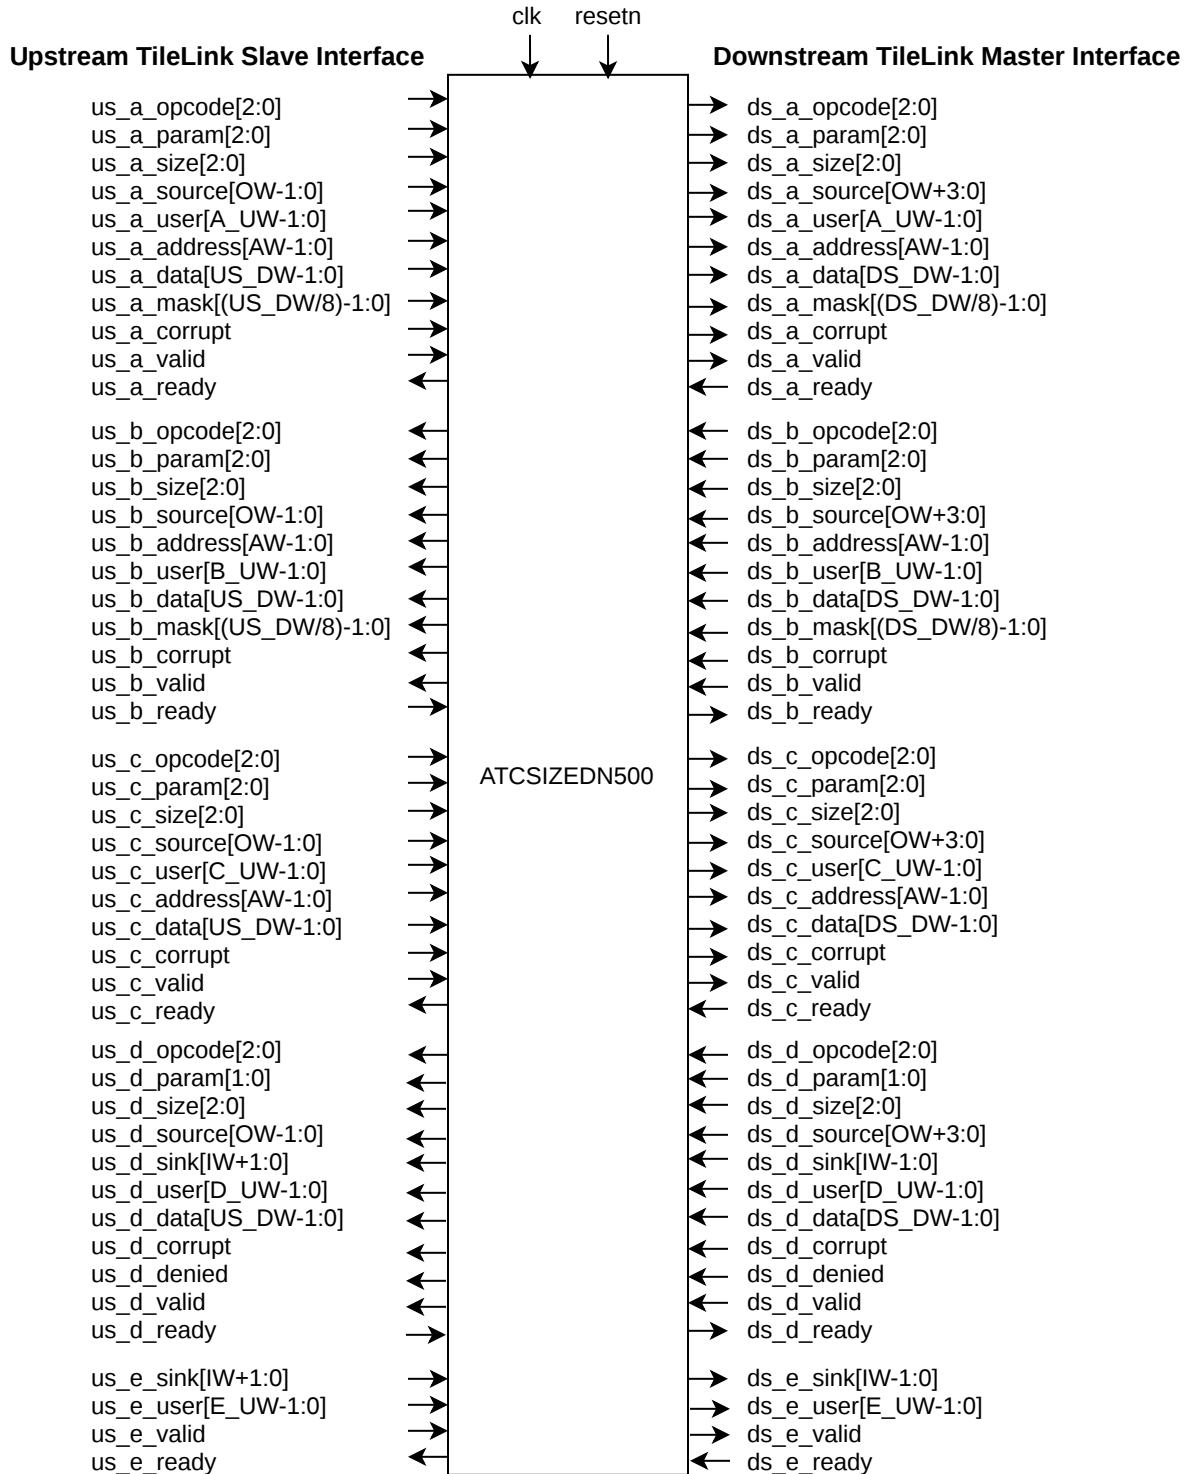 clk resetn
Upstream TileLink Slave Interface
Downstream TileLink Master Interface
us_a_opcode[2:0]
us_a_param[2:0]
us_a_size[2:0]
us_a_source[OW-1:0]
us_a_user[A_UW-1:0]
us_a_address[AW-1:0]
us_a_data[US_DW-1:0]
us_a_mask[(US_DW/8)-1:0]
us_a_corrupt
us_a_valid
us_a_ready
us_b_opcode[2:0]
us_b_param[2:0]
us_b_size[2:0]
us_b_source[OW-1:0]
us_b_address[AW-1:0]
us_b_user[B_UW-1:0]
us_b_data[US_DW-1:0]
us_b_mask[(US_DW/8)-1:0]
us_b_corrupt
us_b_valid
us_b_ready
us_c_opcode[2:0]
us_c_param[2:0]
us_c_size[2:0]
us_c_source[OW-1:0]
us_c_user[C_UW-1:0]
us_c_address[AW-1:0]
us_c_data[US_DW-1:0]
us_c_corrupt
us_c_valid
us_c_ready
us_d_opcode[2:0]
us_d_param[1:0]
us_d_size[2:0]
us_d_source[OW-1:0]
us_d_sink[IW+1:0]
us_d_user[D_UW-1:0]
us_d_data[US_DW-1:0]
us_d_corrupt
us_d_denied
us_d_valid
us_d_ready
us_e_sink[IW+1:0]
us_e_user[E_UW-1:0]
us_e_valid
us_e_ready
ATCSIZEDN500
ds_a_opcode[2:0]
ds_a_param[2:0]
ds_a_size[2:0]
ds_a_source[OW+3:0]
ds_a_user[A_UW-1:0]
ds_a_address[AW-1:0]
ds_a_data[DS_DW-1:0]
ds_a_mask[(DS_DW/8)-1:0]
ds_a_corrupt
ds_a_valid
ds_a_ready
ds_b_opcode[2:0]
ds_b_param[2:0]
ds_b_size[2:0]
ds_b_source[OW+3:0]
ds_b_address[AW-1:0]
ds_b_user[B_UW-1:0]
ds_b_data[DS_DW-1:0]
ds_b_mask[(DS_DW/8)-1:0]
ds_b_corrupt
ds_b_valid
ds_b_ready
ds_c_opcode[2:0]
ds_c_param[2:0]
ds_c_size[2:0]
ds_c_source[OW+3:0]
ds_c_user[C_UW-1:0]
ds_c_address[AW-1:0]
ds_c_data[DS_DW-1:0]
ds_c_corrupt
ds_c_valid
ds_c_ready
ds_d_opcode[2:0]
ds_d_param[1:0]
ds_d_size[2:0]
ds_d_source[OW+3:0]
ds_d_sink[IW-1:0]
ds_d_user[D_UW-1:0]
ds_d_data[DS_DW-1:0]
ds_d_corrupt
ds_d_denied
ds_d_valid
ds_d_ready
ds_e_sink[IW-1:0]
ds_e_user[E_UW-1:0]
ds_e_valid
ds_e_ready